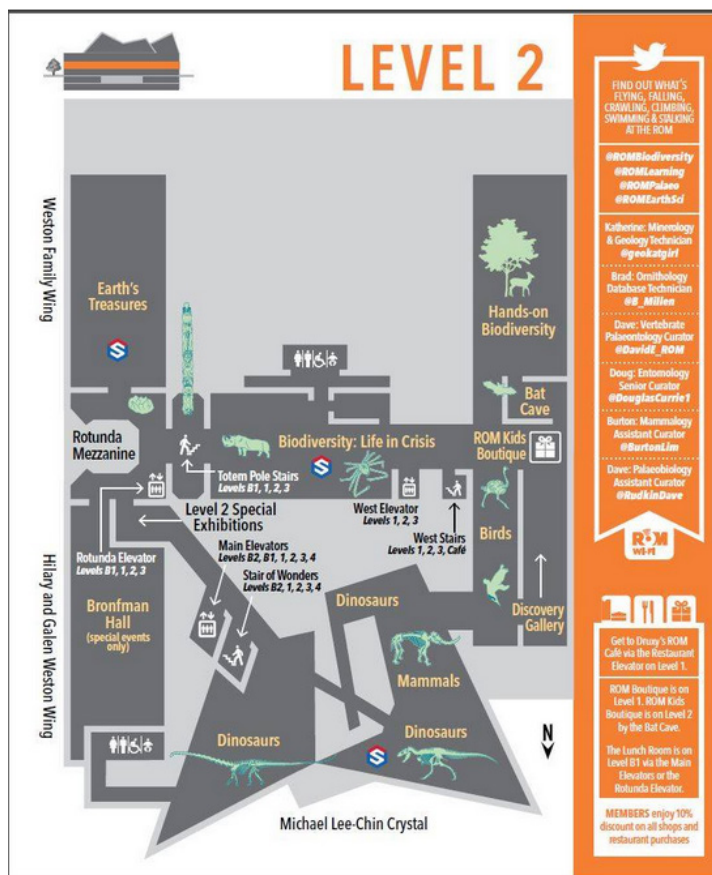 LEVEL 2
Weston Family Wing
Earth's
Treasures
S
Hands-on
Biodiversity
Bat
Cave
Rotunda
Mezzanine
Biodiversity: Life in Crisis
S
ROM Kids
Boutique
Totem Pole Stairs
Levels B1, 1, 2, 3
West Elevator
Levels 1, 2, 3
West Stairs
Levels 1, 2, 3, Café
Birds
Level 2 Special
Exhibitions
Rotunda Elevator
Levels B1, 1, 2, 3
Main Elevators
Levels B2, B1, 1, 2, 3, 4
Stair of Wonders
Levels B2, 1, 2, 3, 4
Hilary and Galen Weston Wing
Bronfman
Hall
(special events
only)
Dinosaurs
Discovery
Gallery
Mammals
Dinosaurs
Dinosaurs
S
N
Michael Lee-Chin Crystal
FIND OUT WHAT'S
FLYING, FALLING,
CRAWLING, CLIMBING,
SWIMMING & STALKING
AT THE ROM
@ROMBiodiversity
@ROMLearning
@ROMPalaeo
@ROMEarthSci
Katherine: Minerology
& Geology Technician
@geokatgirl
Brad: Ornithology
Database Technician
@B_Millen
Dave: Vertebrate
Palaeontology Curator
@DavidE_ROM
Doug: Entomology
Senior Curator
@DouglasCurrie1
Burton: Mammalogy
Assistant Curator
@BurtonLim
Dave: Palaeobiology
Assistant Curator
@RudkinDave
ROM
WI-FI
Get to Druxy's ROM
Café via the Restaurant
Elevator on Level 1.
ROM Boutique is on
Level 1. ROM Kids
Boutique is on Level 2
by the Bat Cave.
The Lunch Room is on
Level B1 via the Main
Elevators or the
Rotunda Elevator.
MEMBERS enjoy 10%
discount on all shops and
restaurant purchases